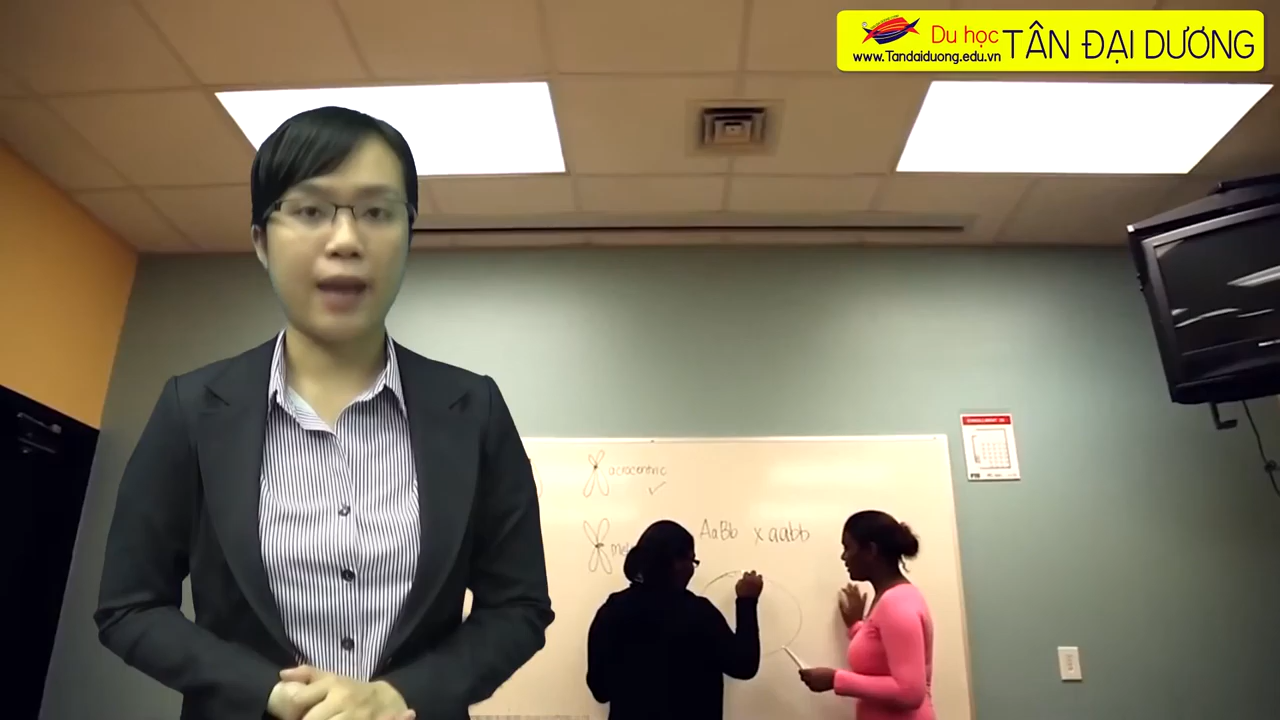 Du học TÂN ĐẠI DƯƠNG
www.Tandaiduong.edu.vn
acrocentric
AaBb x aabb